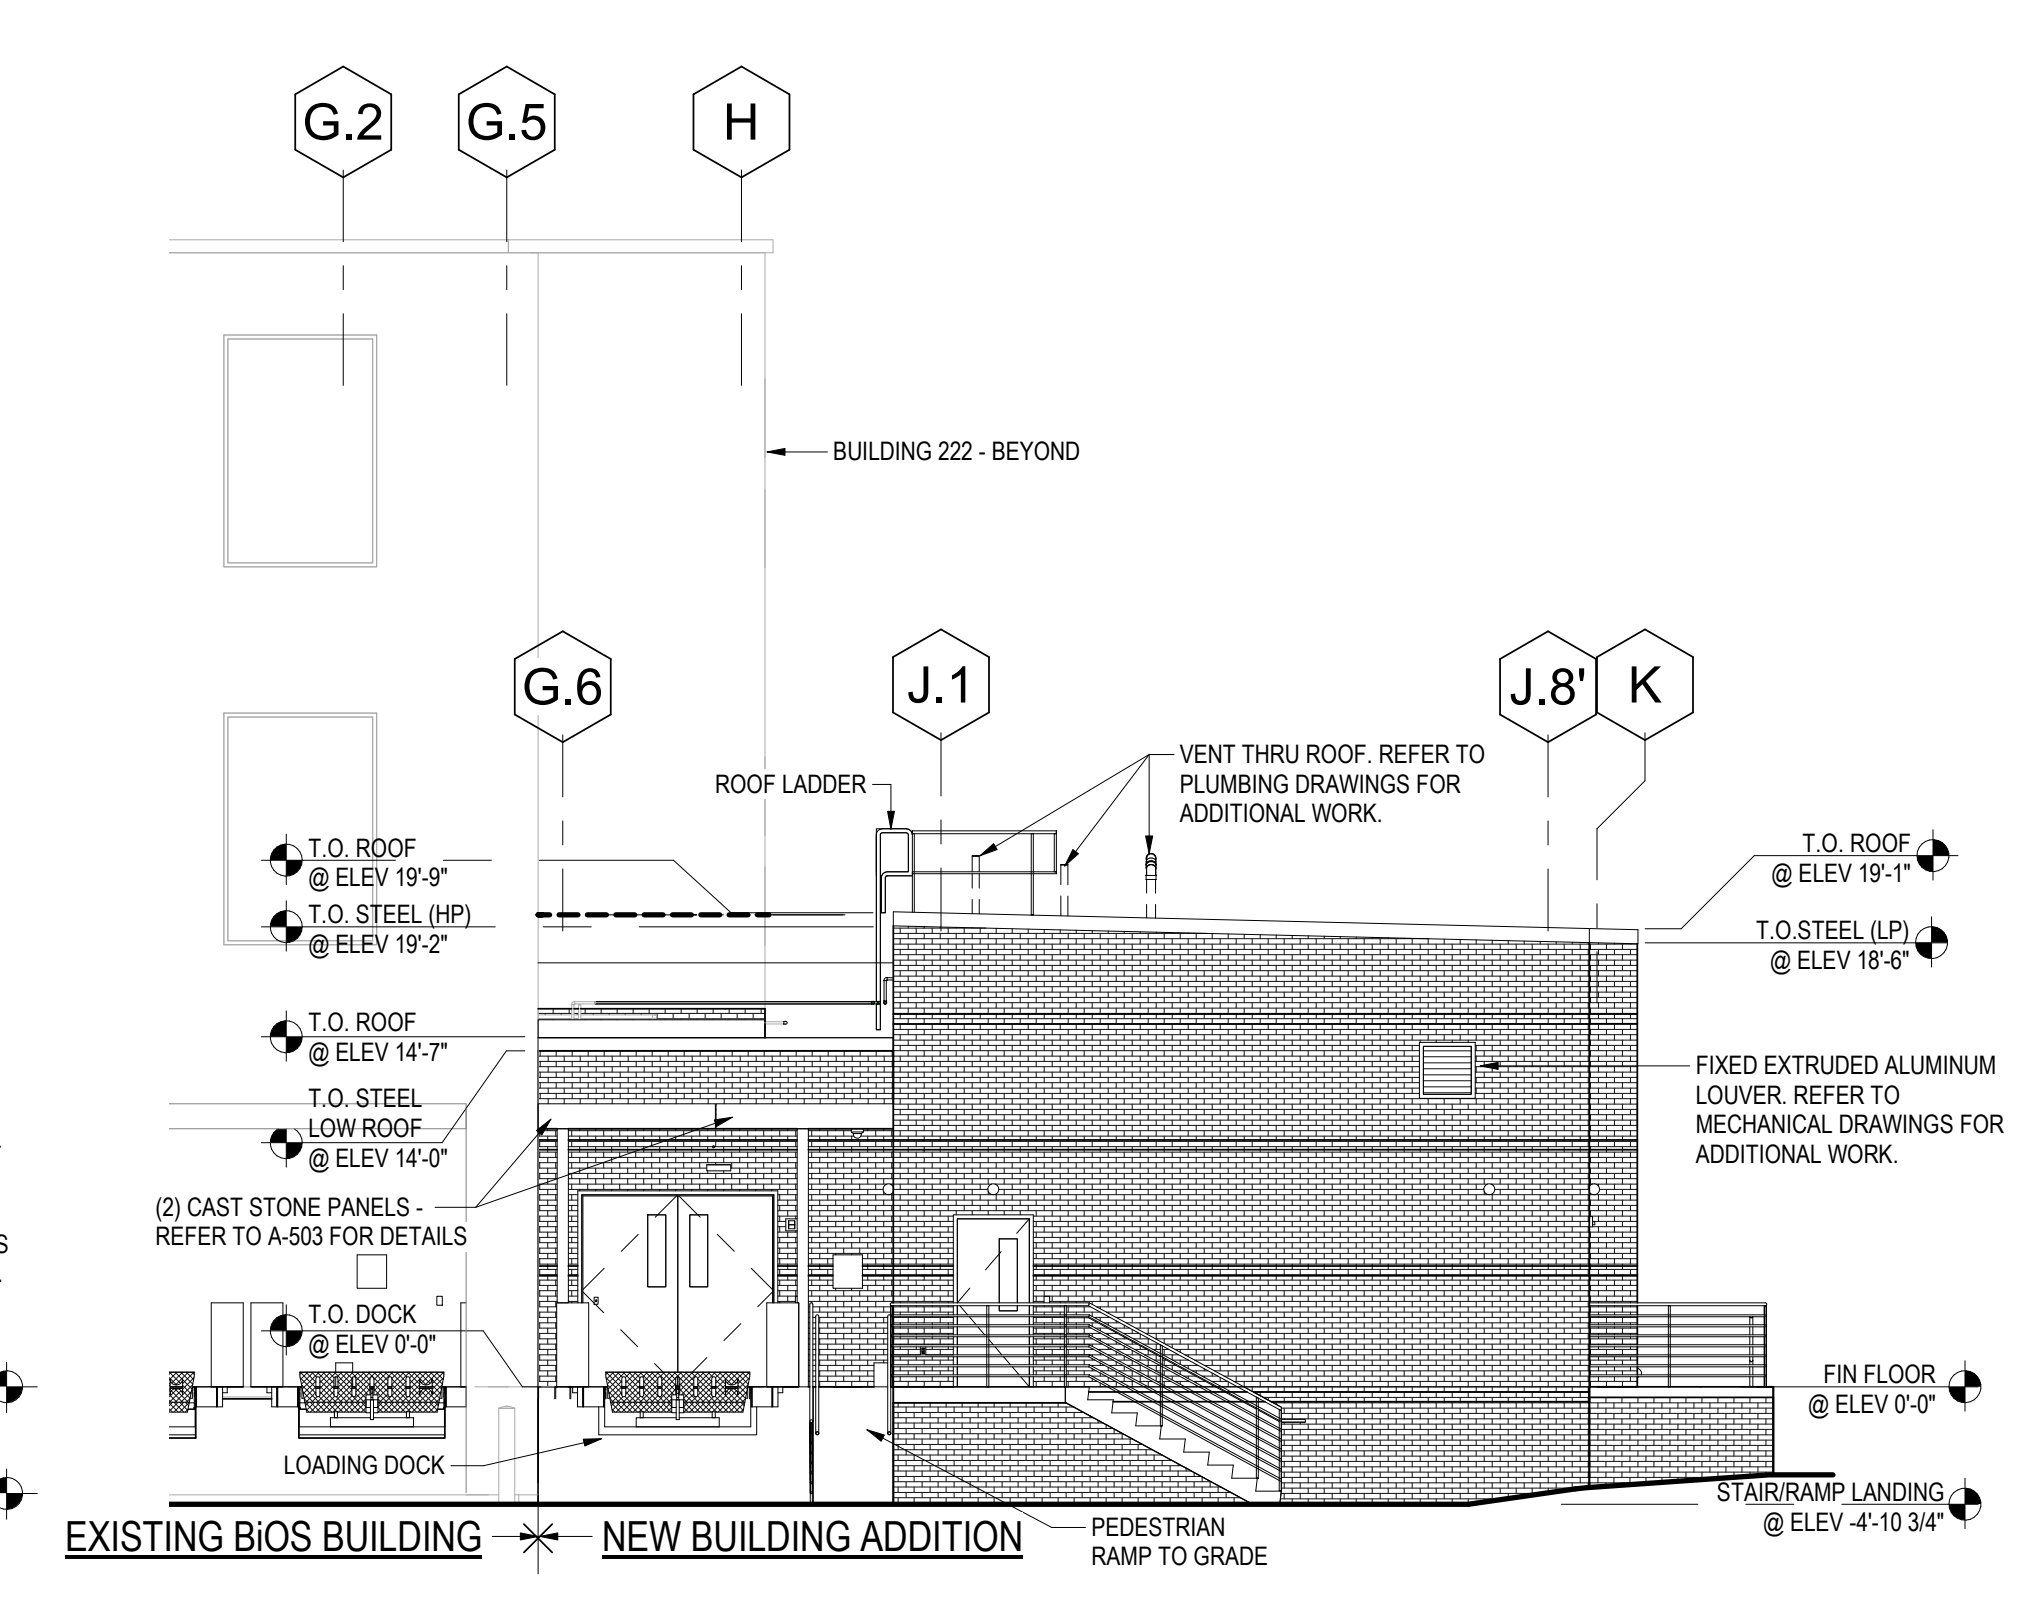 G.2
G.5
H
BUILDING 222 - BEYOND
G.6
J.1
J.8'
K
VENT THRU ROOF. REFER TO
PLUMBING DRAWINGS FOR
ADDITIONAL WORK.
ROOF LADDER
T.O. ROOF
@ ELEV 19'-9"
T.O. STEEL (HP)
@ ELEV 19'-2"
T.O. ROOF
@ ELEV 19'-1"
T.O.STEEL (LP)
@ ELEV 18'-6"
T.O. ROOF
@ ELEV 14'-7"
T.O. STEEL
LOW ROOF
@ ELEV 14'-0"
FIXED EXTRUDED ALUMINUM
LOUVER. REFER TO
MECHANICAL DRAWINGS FOR
ADDITIONAL WORK.
(2) CAST STONE PANELS -
REFER TO A-503 FOR DETAILS
S
T.O. DOCK
@ ELEV 0'-0"
FIN FLOOR
@ ELEV 0'-0"
LOADING DOCK
STAIR/RAMP LANDING
@ ELEV -4'-10 3/4"
EXISTING BiOS BUILDING
NEW BUILDING ADDITION
PEDESTRIAN
RAMP TO GRADE